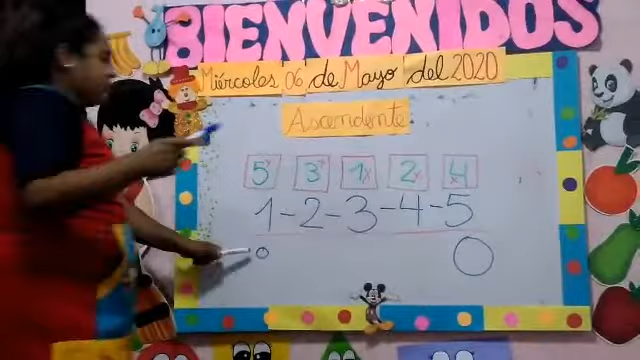 BIENVENIDOS
Miércoles 06 de Mayo del 2020
Ascendente
5 3 1 2 4
1-2-3-4-5